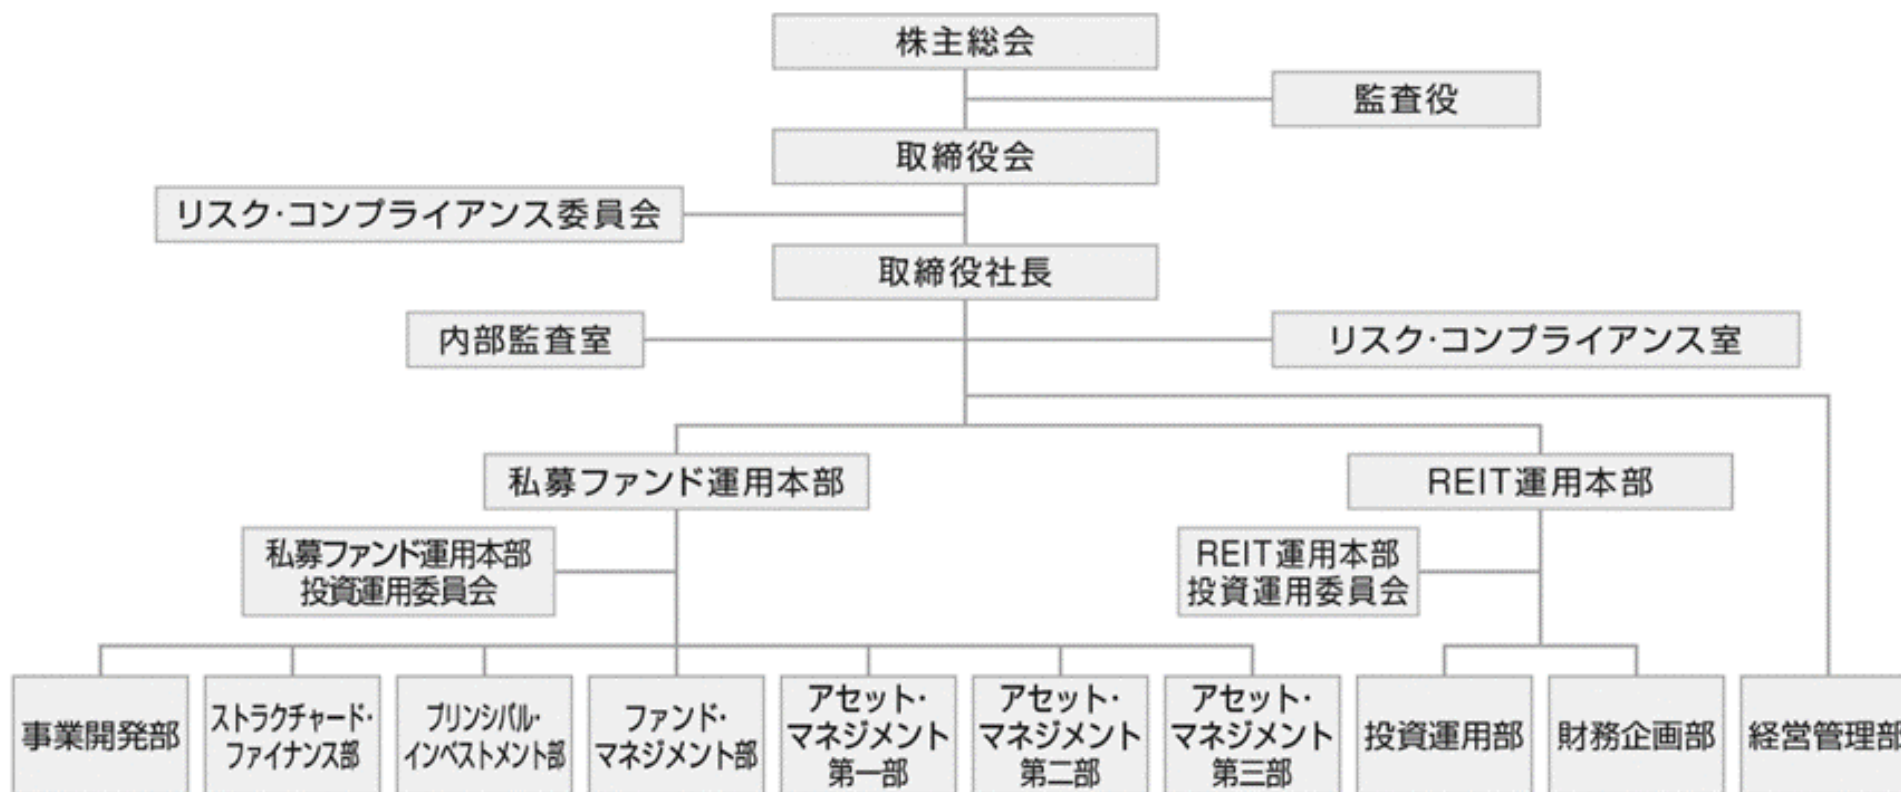 株主総会
監査役
取締役会
リスク・コンプライアンス委員会
取締役社長
内部監査室
リスク・コンプライアンス室
私募ファンド運用本部
REIT運用本部
私募ファンド運用本部
投資運用委員会
REIT運用本部
投資運用委員会
事業開発部
ストラクチャード・
ファイナンス部
プリンシパル・
インベストメント部
ファンド・
マネジメント部
アセット・
マネジメント
第一部
アセット・
マネジメント
第二部
アセット・
マネジメント
第三部
投資運用部
財務企画部
経営管理部